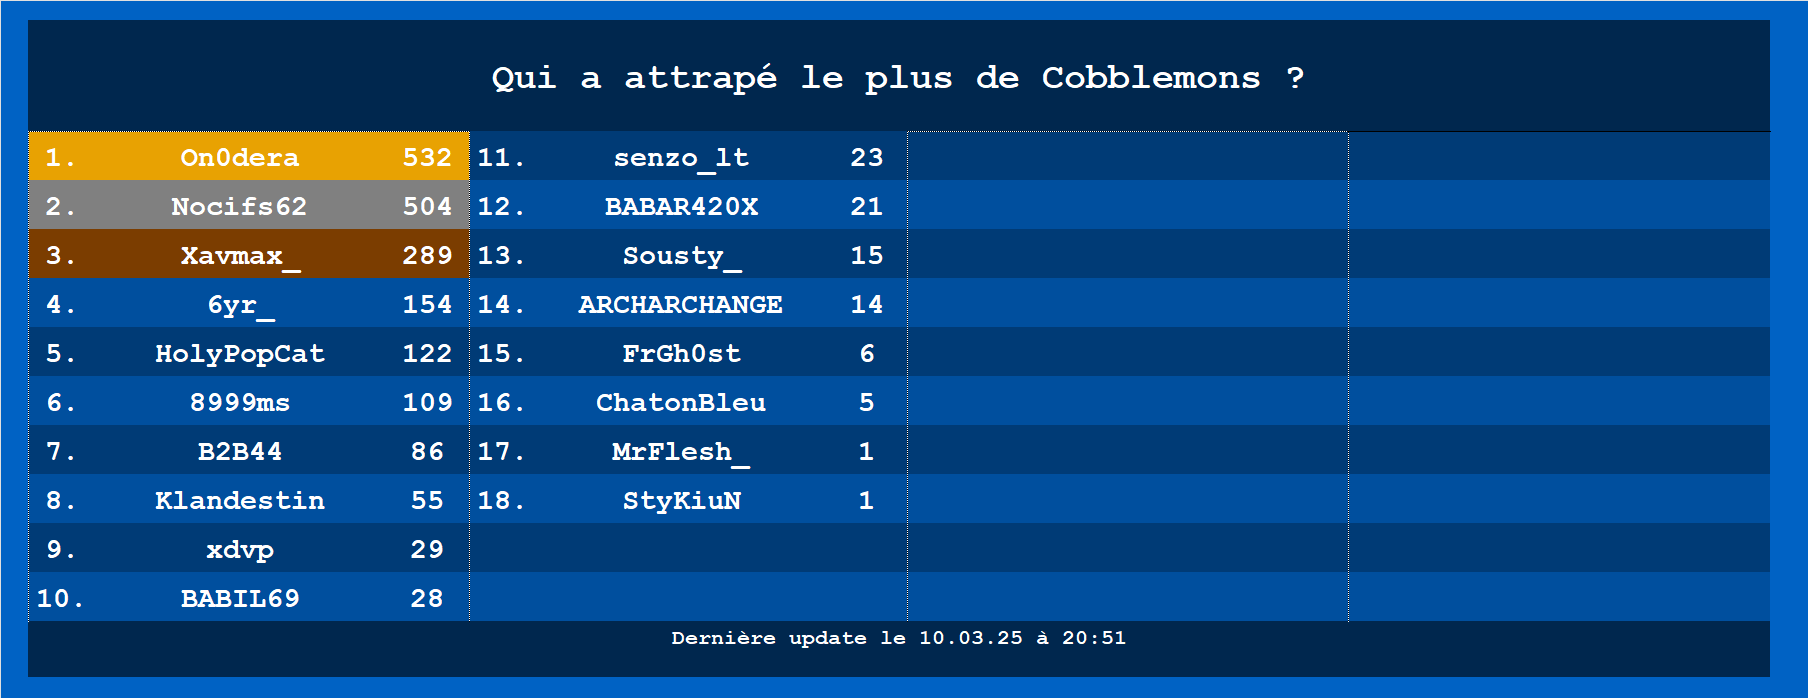 Qui a attrapé le plus de Cobblemons ?
1. On0dera 532
2. Nocifs62 504
3. Xavmax_ 289
4. 6yr_ 154
5. HolyPopCat 122
6. 8999ms 109
7. B2B44 86
8. Klandestin 55
9. xdvp 29
10. BABIL69 28
11. senzo_lt 23
12. BABAR420X 21
13. Sousty_ 15
14. ARCHARCHANGE 14
15. FrGh0st 6
16. ChatonBleu 5
17. MrFlesh_ 1
18. StyKiuN 1
Dernière update le 10.03.25 à 20:51